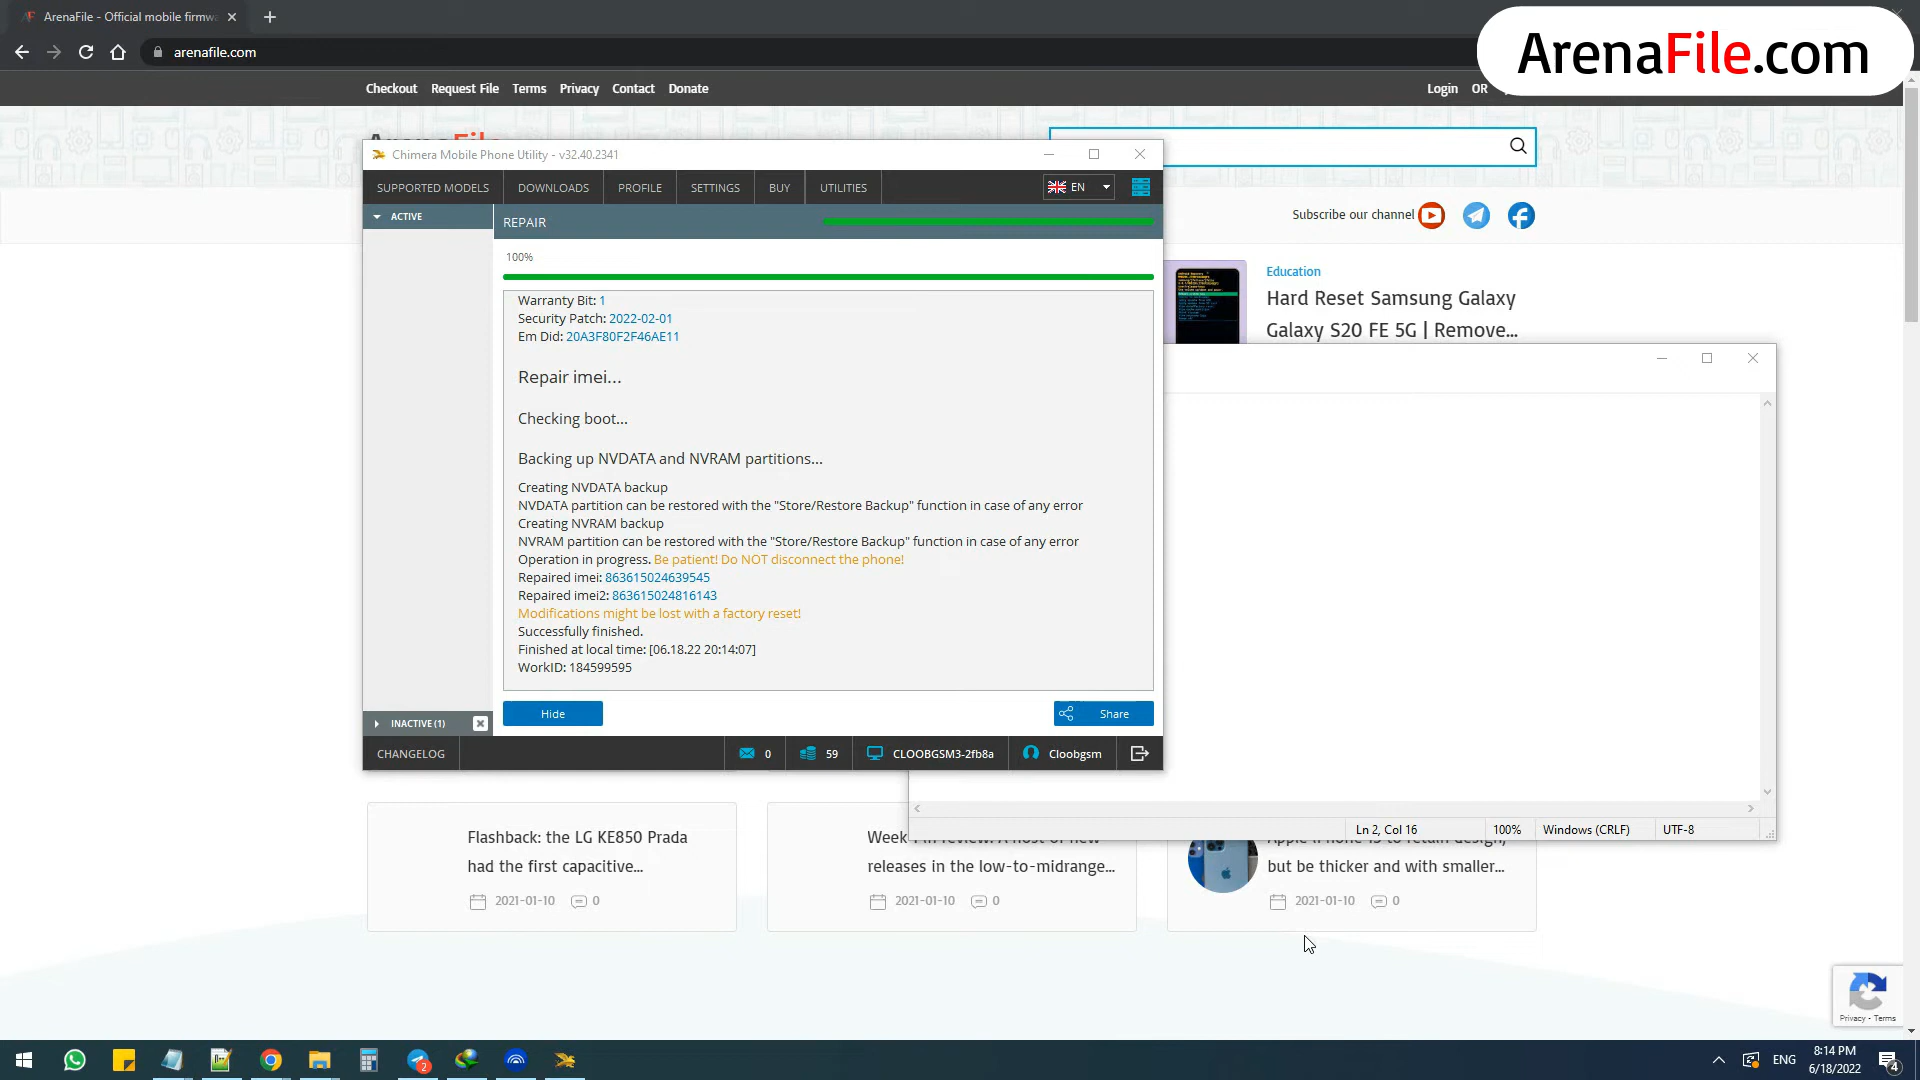 ArenaFile - Official mobile firmw
arenafile.com
ArenaFile.com
Checkout
Request File
Terms
Privacy
Contact
Donate
Login
OR
Chimera Mobile Phone Utility - v32.40.2341
SUPPORTED MODELS
DOWNLOADS
PROFILE
SETTINGS
BUY
UTILITIES
EN
Subscribe our channel
ACTIVE
REPAIR
100%
Warranty Bit: 1
Security Patch: 2022-02-01
Em Did: 20A3F80F2F46AE11
Repair imei...
Checking boot...
Backing up NVDATA and NVRAM partitions...
Creating NVDATA backup
NVDATA partition can be restored with the "Store/Restore Backup" function in case of any error
Creating NVRAM backup
NVRAM partition can be restored with the "Store/Restore Backup" function in case of any error
Operation in progress. Be patient! Do NOT disconnect the phone!
Repaired imei: 863615024639545
Repaired imei2: 863615024816143
Modifications might be lost with a factory reset!
Successfully finished.
Finished at local time: [06.18.22 20:14:07]
WorkID: 184599595
Hide
Share
INACTIVE (1)
CHANGELOG
0
59
CLOOBGSM3-2fb8a
Cloobgsm
Education
Hard Reset Samsung Galaxy
Galaxy S20 FE 5G | Remove...
Ln 2, Col 16
100%
Windows (CRLF)
UTF-8
Flashback: the LG KE850 Prada
had the first capacitive...
2021-01-10
0
Week
releases in the low-to-midrange...
2021-01-10
0
but be thicker and with smaller...
2021-01-10
0
Privacy - Terms
2
ENG
8:14 PM
6/18/2022
4